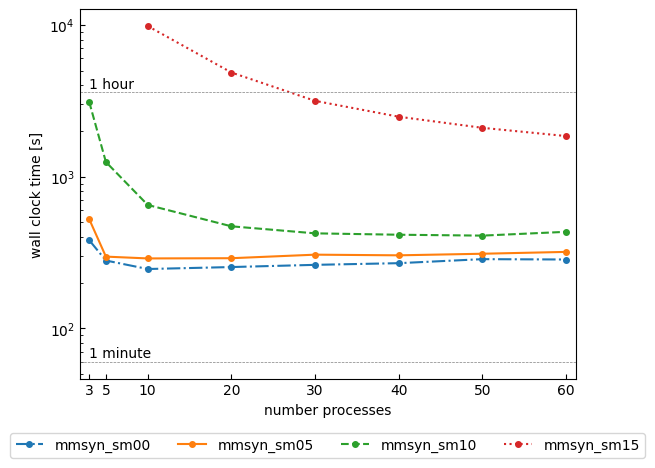 10⁴
1 hour
10³
wall clock time [s]
10²
1 minute
3 5 10 20 30 40 50 60
number processes
mmsyn_sm00 mmsyn_sm05 mmsyn_sm10 mmsyn_sm15